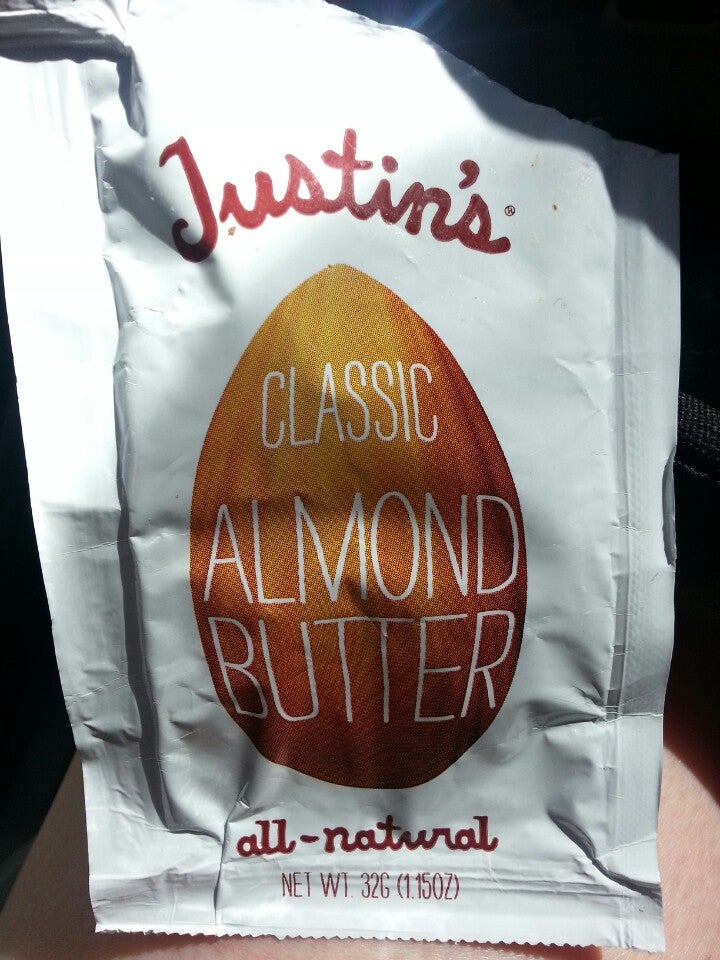 Justin's®
CLASSIC
ALMOND
BUTTER
all-natural
NET WT. 32G (1.15OZ)